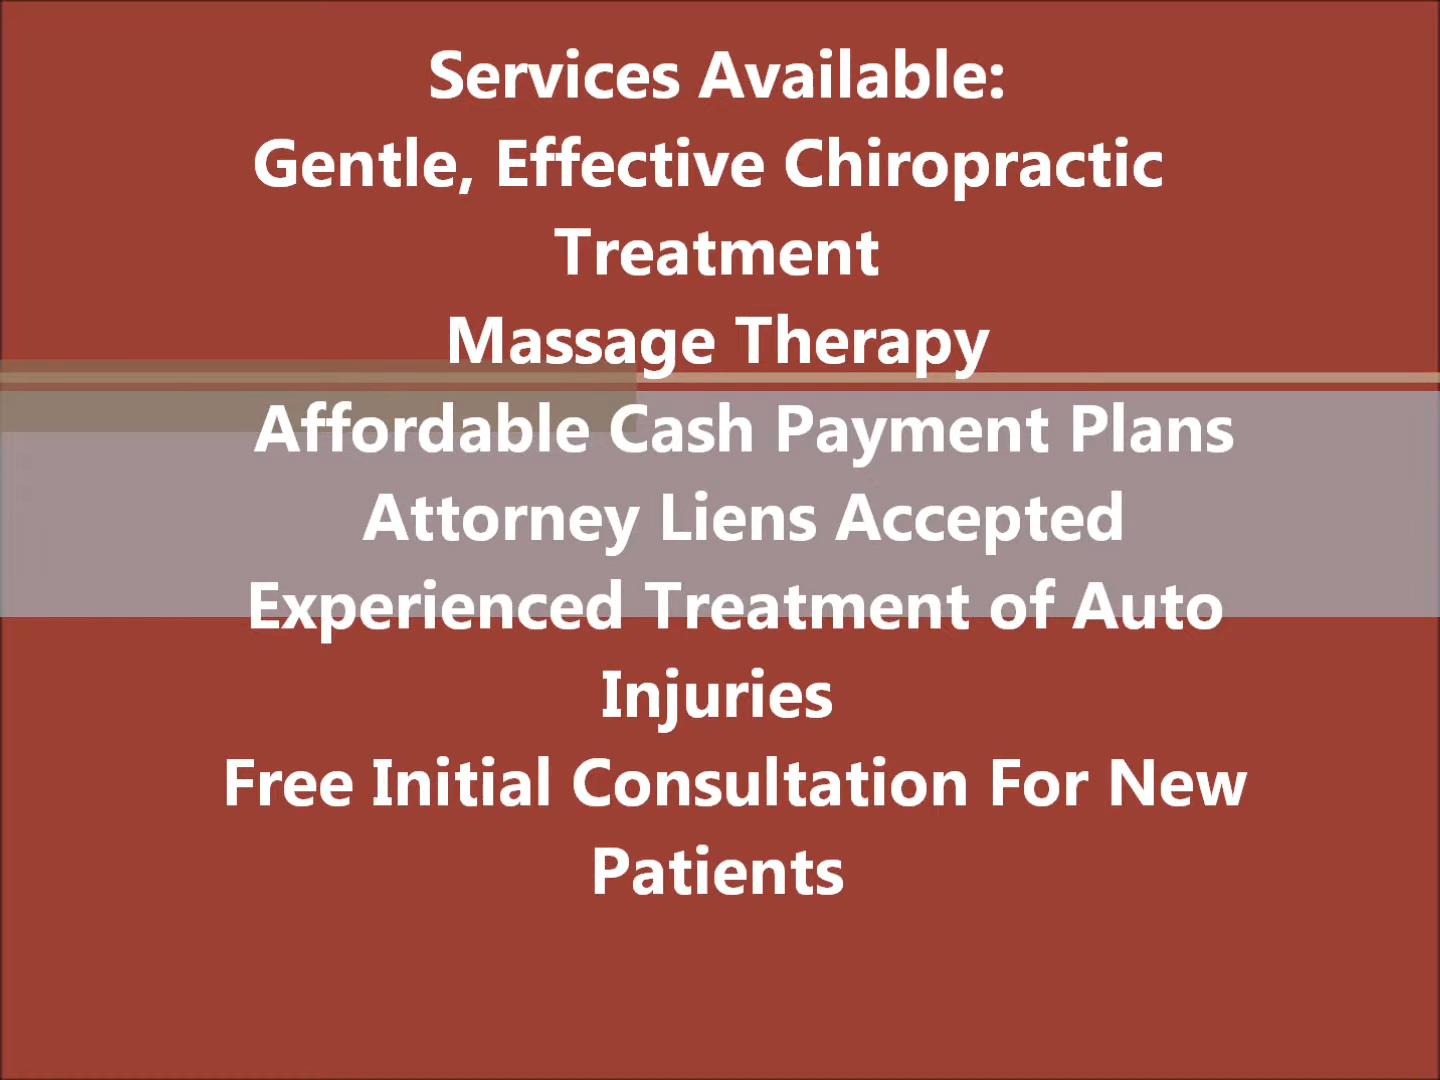 Services Available:
Gentle, Effective Chiropractic
Treatment
Massage Therapy
Affordable Cash Payment Plans
Attorney Liens Accepted
Experienced Treatment of Auto
Injuries
Free Initial Consultation For New
Patients